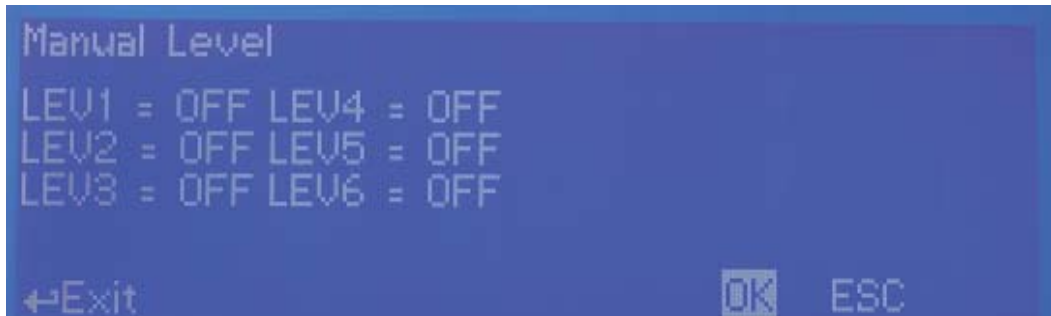 Manual Level
LEV1 = OFF LEV4 = OFF
LEV2 = OFF LEV5 = OFF
LEV3 = OFF LEV6 = OFF
↵Exit OK ESC